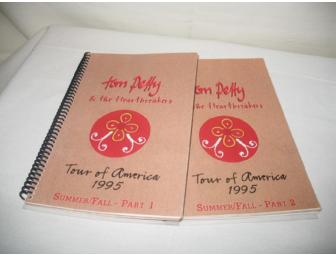 tom Petty
& the Heartbreakers
Tour of America
1995
SUMMER/FALL - PART 1
tom Petty
& the Heartbreakers
Tour of America
1995
SUMMER/FALL - PART 2